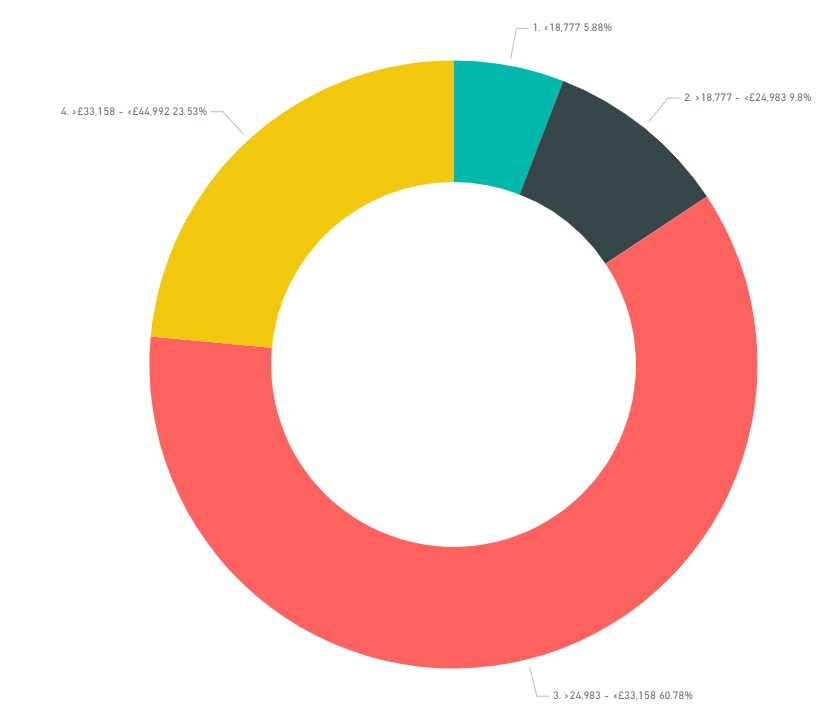 1. <18,777 5.88%
2. >18,777 - <£24,983 9.8%
4. >£33,158 - <£44,992 23.53%
3. >24,983 - <£33,158 60.78%